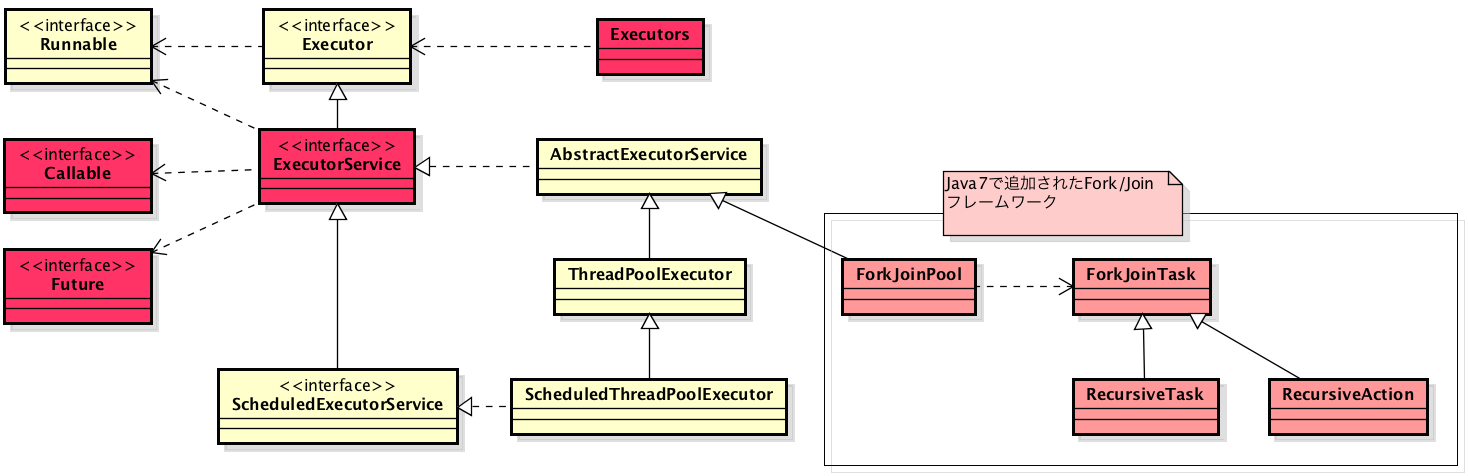 <<interface>>
Runnable
<<interface>>
Executor
Executors
<<interface>>
Callable
<<interface>>
ExecutorService
AbstractExecutorService
Java7で追加されたFork/Join
フレームワーク
<<interface>>
Future
ThreadPoolExecutor
ForkJoinPool
ForkJoinTask
<<interface>>
ScheduledExecutorService
ScheduledThreadPoolExecutor
RecursiveTask
RecursiveAction